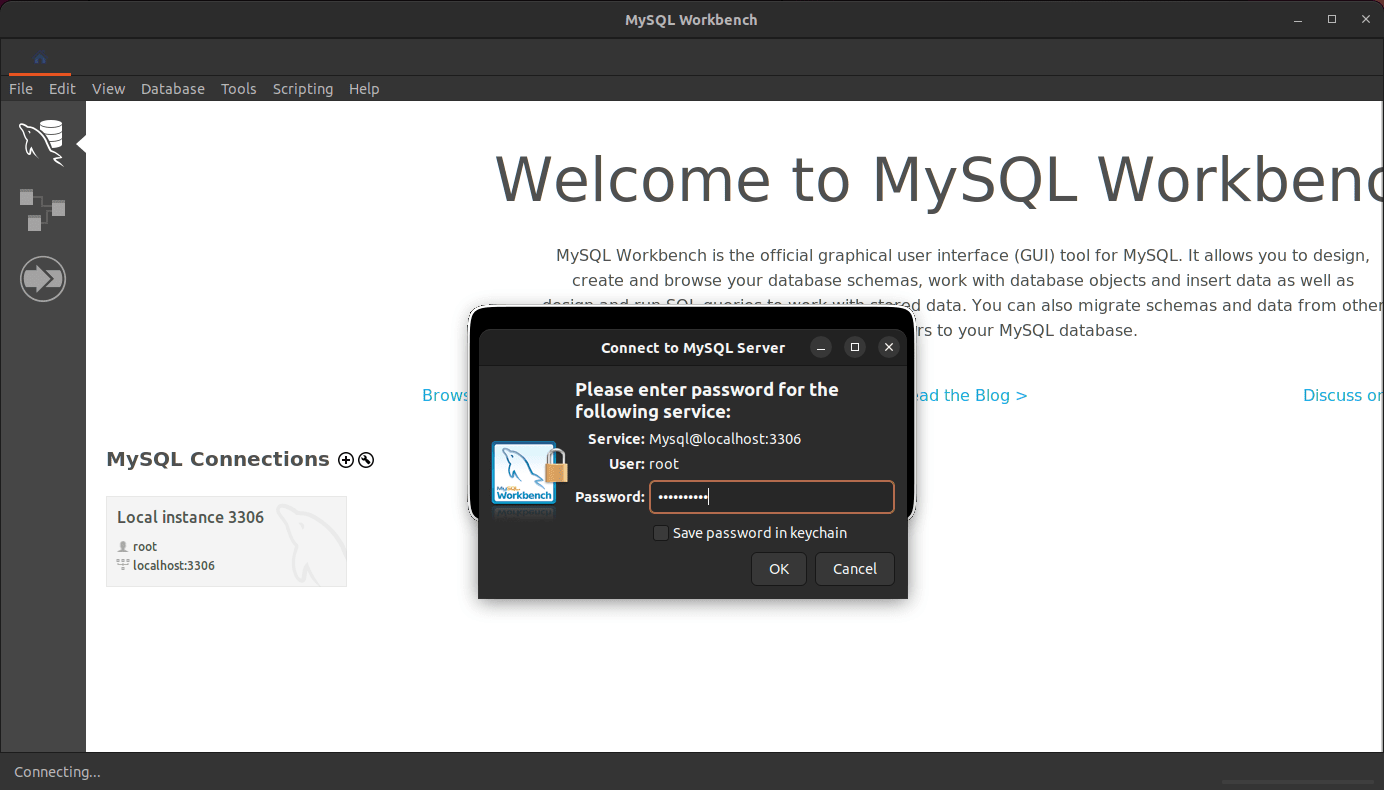 MySQL Workbench
File Edit View Database Tools Scripting Help
Welcome to MySQL Workbenc
MySQL Workbench is the official graphical user interface (GUI) tool for MySQL. It allows you to design,
create and browse your database schemas, work with database objects and insert data as well as
design and run SQL queries to work with stored data. You can also migrate schemas and data from other
rs to your MySQL database.
Brows
ead the Blog >
Discuss on
Connect to MySQL Server
Please enter password for the
following service:
Service: Mysql@localhost:3306
User: root
Password: ••••••••••
Save password in keychain
OK Cancel
MySQL
Workbench
MySQL Connections
Local instance 3306
root
localhost:3306
Connecting...